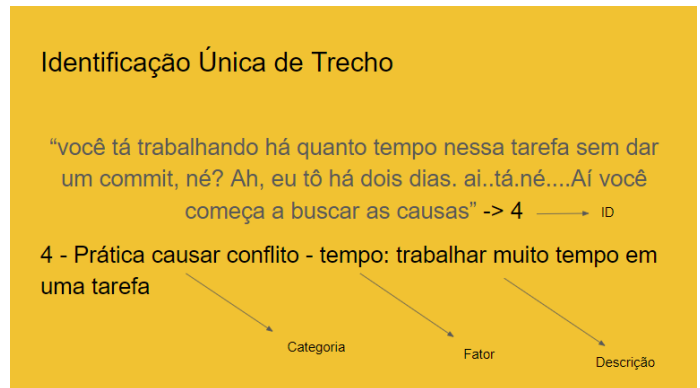 Identificação Única de Trecho
“você tá trabalhando há quanto tempo nessa tarefa sem dar
um commit, né? Ah, eu tô há dois dias. ai..tá.né....Aí você
começa a buscar as causas” -> 4 ID
4 - Prática causar conflito - tempo: trabalhar muito tempo em
uma tarefa
Categoria
Fator
Descrição